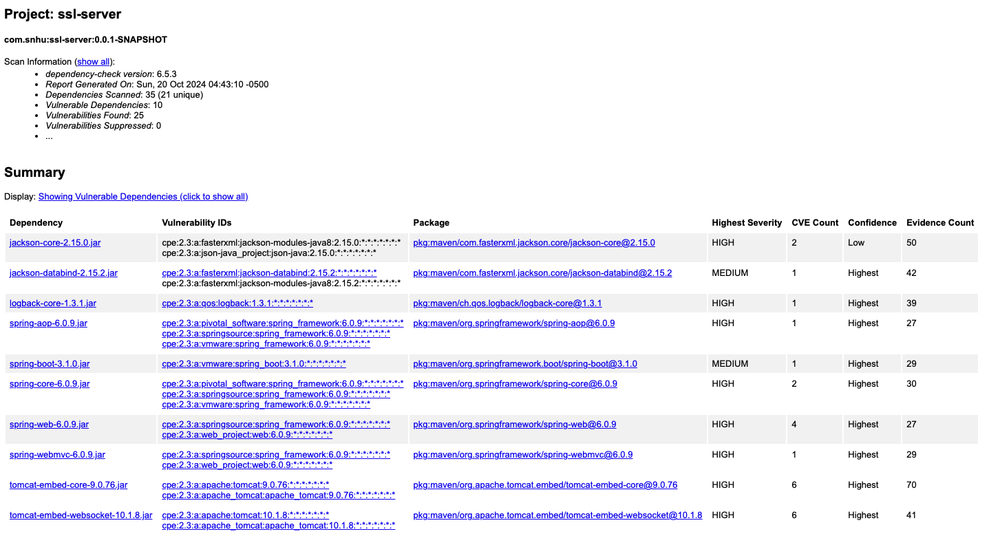 Project: ssl-server
com.snhu:ssl-server:0.0.1-SNAPSHOT
Scan Information (show all):
• dependency-check version: 6.5.3
• Report Generated On: Sun, 20 Oct 2024 04:43:10 -0500
• Dependencies Scanned: 35 (21 unique)
• Vulnerable Dependencies: 10
• Vulnerabilities Found: 25
• Vulnerabilities Suppressed: 0
• ...
Summary
Display: Showing Vulnerable Dependencies (click to show all)
Dependency Vulnerability IDs Package Highest Severity CVE Count Confidence Evidence Count
jackson-core-2.15.0.jar cpe:2.3:a:fasterxml:jackson-modules-java8:2.15.0:*:*:*:*:*:*:* pkg:maven/com.fasterxml.jackson.core/jackson-core@2.15.0 HIGH 2 Low 50
cpe:2.3:a:json-java_project:json-java:2.15.0:*:*:*:*:*:*:*
jackson-databind-2.15.2.jar cpe:2.3:a:fasterxml:jackson-databind:2.15.2:*:*:*:*:*:*:* pkg:maven/com.fasterxml.jackson.core/jackson-databind@2.15.2 MEDIUM 1 Highest 42
cpe:2.3:a:fasterxml:jackson-modules-java8:2.15.2:*:*:*:*:*:*:*
logback-core-1.3.1.jar cpe:2.3:a:qos:logback:1.3.1:*:*:*:*:*:*:* pkg:maven/ch.qos.logback/logback-core@1.3.1 HIGH 1 Highest 39
spring-aop-6.0.9.jar cpe:2.3:a:pivotal_software:spring_framework:6.0.9:*:*:*:*:*:*:* pkg:maven/org.springframework/spring-aop@6.0.9 HIGH 1 Highest 27
cpe:2.3:a:springsource:spring_framework:6.0.9:*:*:*:*:*:*:*
cpe:2.3:a:vmware:spring_framework:6.0.9:*:*:*:*:*:*:*
spring-boot-3.1.0.jar cpe:2.3:a:vmware:spring_boot:3.1.0:*:*:*:*:*:*:* pkg:maven/org.springframework.boot/spring-boot@3.1.0 MEDIUM 1 Highest 29
spring-core-6.0.9.jar cpe:2.3:a:pivotal_software:spring_framework:6.0.9:*:*:*:*:*:*:* pkg:maven/org.springframework/spring-core@6.0.9 HIGH 2 Highest 30
cpe:2.3:a:springsource:spring_framework:6.0.9:*:*:*:*:*:*:*
cpe:2.3:a:vmware:spring_framework:6.0.9:*:*:*:*:*:*:*
spring-web-6.0.9.jar cpe:2.3:a:springsource:spring_framework:6.0.9:*:*:*:*:*:*:* pkg:maven/org.springframework/spring-web@6.0.9 HIGH 4 Highest 27
cpe:2.3:a:web_project:web:6.0.9:*:*:*:*:*:*:*
spring-webmvc-6.0.9.jar cpe:2.3:a:springsource:spring_framework:6.0.9:*:*:*:*:*:*:* pkg:maven/org.springframework/spring-webmvc@6.0.9 HIGH 1 Highest 29
cpe:2.3:a:web_project:web:6.0.9:*:*:*:*:*:*:*
tomcat-embed-core-9.0.76.jar cpe:2.3:a:apache:tomcat:9.0.76:*:*:*:*:*:*:* pkg:maven/org.apache.tomcat.embed/tomcat-embed-core@9.0.76 HIGH 6 Highest 70
cpe:2.3:a:apache_tomcat:apache_tomcat:9.0.76:*:*:*:*:*:*:*
tomcat-embed-websocket-10.1.8.jar cpe:2.3:a:apache:tomcat:10.1.8:*:*:*:*:*:*:* pkg:maven/org.apache.tomcat.embed/tomcat-embed-websocket@10.1.8 HIGH 6 Highest 41
cpe:2.3:a:apache_tomcat:apache_tomcat:10.1.8:*:*:*:*:*:*:*